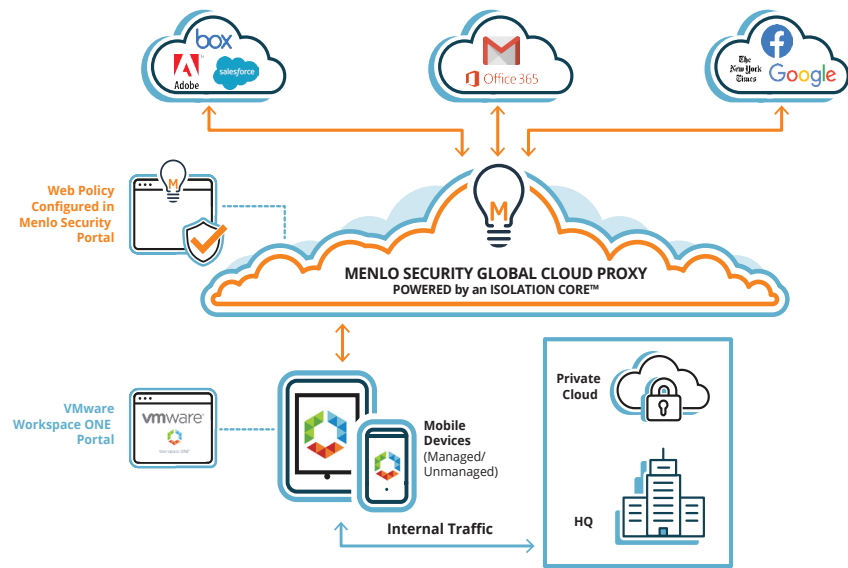 box
Adobe
salesforce
Office 365
The
New York
Times
Google
Web Policy
Configured in
Menlo Security
Portal
M
M
MENLO SECURITY GLOBAL CLOUD PROXY
POWERED by an ISOLATION CORE™
VMware
Workspace ONE
Portal
vmware®
Workspace ONE™
Mobile
Devices
(Managed/
Unmanaged)
Private
Cloud
HQ
Internal Traffic